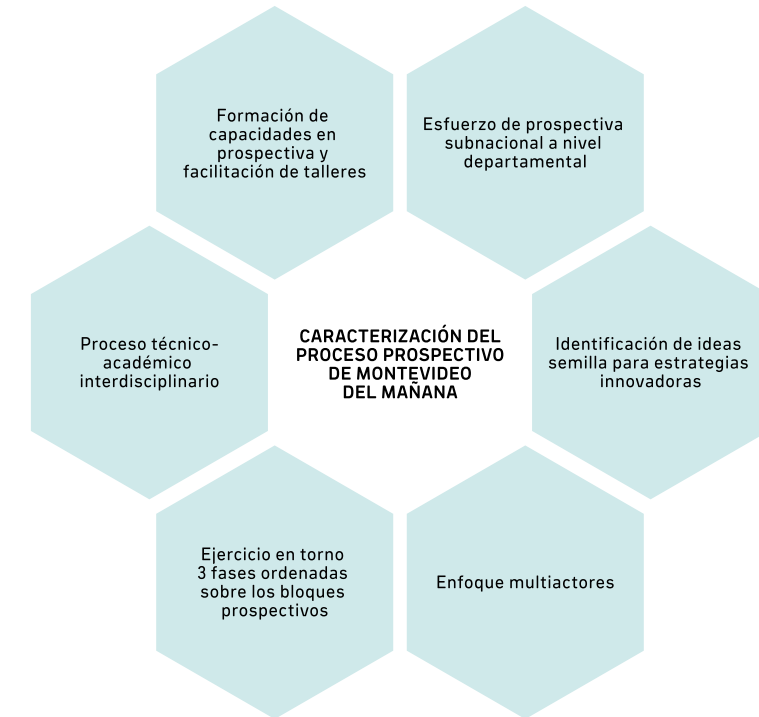 Formación de
capacidades en
prospectiva y
facilitación de talleres
Esfuerzo de prospectiva
subnacional a nivel
departamental
Proceso técnico-
académico
interdisciplinario
CARACTERIZACIÓN DEL
PROCESO PROSPECTIVO
DE MONTEVIDEO
DEL MAÑANA
Identificación de ideas
semilla para estrategias
innovadoras
Ejercicio en torno
3 fases ordenadas
sobre los bloques
prospectivos
Enfoque multiactores